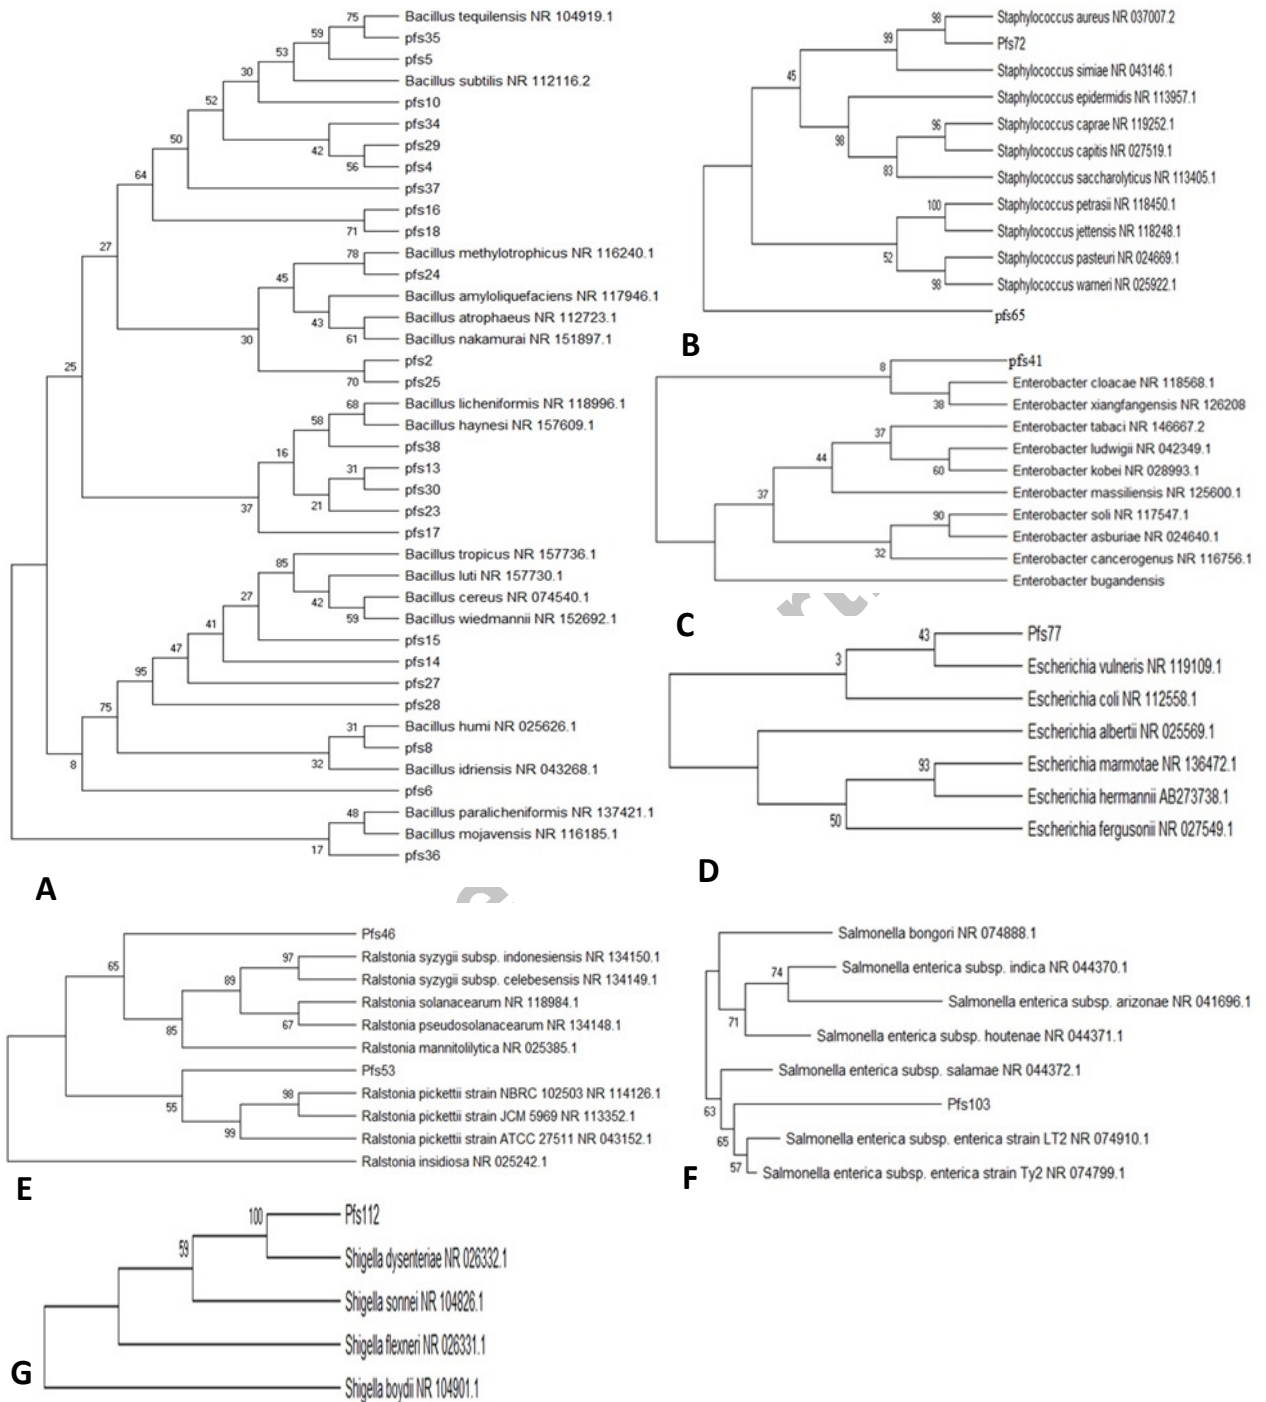 75
Bacillus tequilensis NR 104919.1
59
pfs35
53
pfs5
30
Bacillus subtilis NR 112116.2
52
pfs10
50
pfs34
42
pfs29
56
pfs4
64
pfs37
pfs16
71
pfs18
27
78
Bacillus methylotrophicus NR 116240.1
45
pfs24
Bacillus amyloliquefaciens NR 117946.1
43
Bacillus atrophaeus NR 112723.1
30
61
Bacillus nakamurai NR 151897.1
pfs2
25
70
pfs25
68
Bacillus licheniformis NR 118996.1
58
Bacillus haynesi NR 157609.1
16
pfs38
31
pfs13
21
pfs30
37
pfs23
pfs17
85
Bacillus tropicus NR 157736.1
Bacillus luti NR 157730.1
27
42
Bacillus cereus NR 074540.1
41
59
Bacillus wiedmannii NR 152692.1
47
pfs15
95
pfs14
pfs27
75
pfs28
31
Bacillus humi NR 025626.1
pfs8
8
32
Bacillus idriensis NR 043268.1
pfs6
48
Bacillus paralicheniformis NR 137421.1
Bacillus mojavensis NR 116185.1
17
pfs36
A
98
Staphylococcus aureus NR 037007.2
99
Pfs72
45
Staphylococcus simiae NR 043146.1
Staphylococcus epidermidis NR 113957.1
98
96
Staphylococcus caprae NR 119252.1
Staphylococcus capitis NR 027519.1
83
Staphylococcus saccharolyticus NR 113405.1
100
Staphylococcus petrasii NR 118450.1
Staphylococcus jettensis NR 118248.1
52
Staphylococcus pasteuri NR 024669.1
98
Staphylococcus warneri NR 025922.1
pfs65
B
8
pfs41
Enterobacter cloacae NR 118568.1
38
Enterobacter xiangfangensis NR 126208
37
Enterobacter tabaci NR 146667.2
44
Enterobacter ludwigii NR 042349.1
60
Enterobacter kobei NR 028993.1
37
Enterobacter massiliensis NR 125600.1
90
Enterobacter soli NR 117547.1
Enterobacter asburiae NR 024640.1
32
Enterobacter cancerogenus NR 116756.1
Enterobacter bugandensis
C
43
Pfs77
3
Escherichia vulneris NR 119109.1
Escherichia coli NR 112558.1
Escherichia albertii NR 025569.1
93
Escherichia marmotae NR 136472.1
Escherichia hermannii AB273738.1
50
Escherichia fergusonii NR 027549.1
D
Pfs46
65
97
Ralstonia syzygii subsp. indonesiensis NR 134150.1
89
Ralstonia syzygii subsp. celebesensis NR 134149.1
Ralstonia solanacearum NR 118984.1
85
67
Ralstonia pseudosolanacearum NR 134148.1
Ralstonia mannitolilytica NR 025385.1
Pfs53
55
98
Ralstonia pickettii strain NBRC 102503 NR 114126.1
Ralstonia pickettii strain JCM 5969 NR 113352.1
99
Ralstonia pickettii strain ATCC 27511 NR 043152.1
Ralstonia insidiosa NR 025242.1
E
Salmonella bongori NR 074888.1
74
Salmonella enterica subsp. indica NR 044370.1
Salmonella enterica subsp. arizonae NR 041696.1
71
Salmonella enterica subsp. houtenae NR 044371.1
Salmonella enterica subsp. salamae NR 044372.1
63
Pfs103
65
Salmonella enterica subsp. enterica strain LT2 NR 074910.1
57
Salmonella enterica subsp. enterica strain Ty2 NR 074799.1
F
100
Pfs112
59
Shigella dysenteriae NR 026332.1
Shigella sonnei NR 104826.1
Shigella flexneri NR 026331.1
Shigella boydii NR 104901.1
G